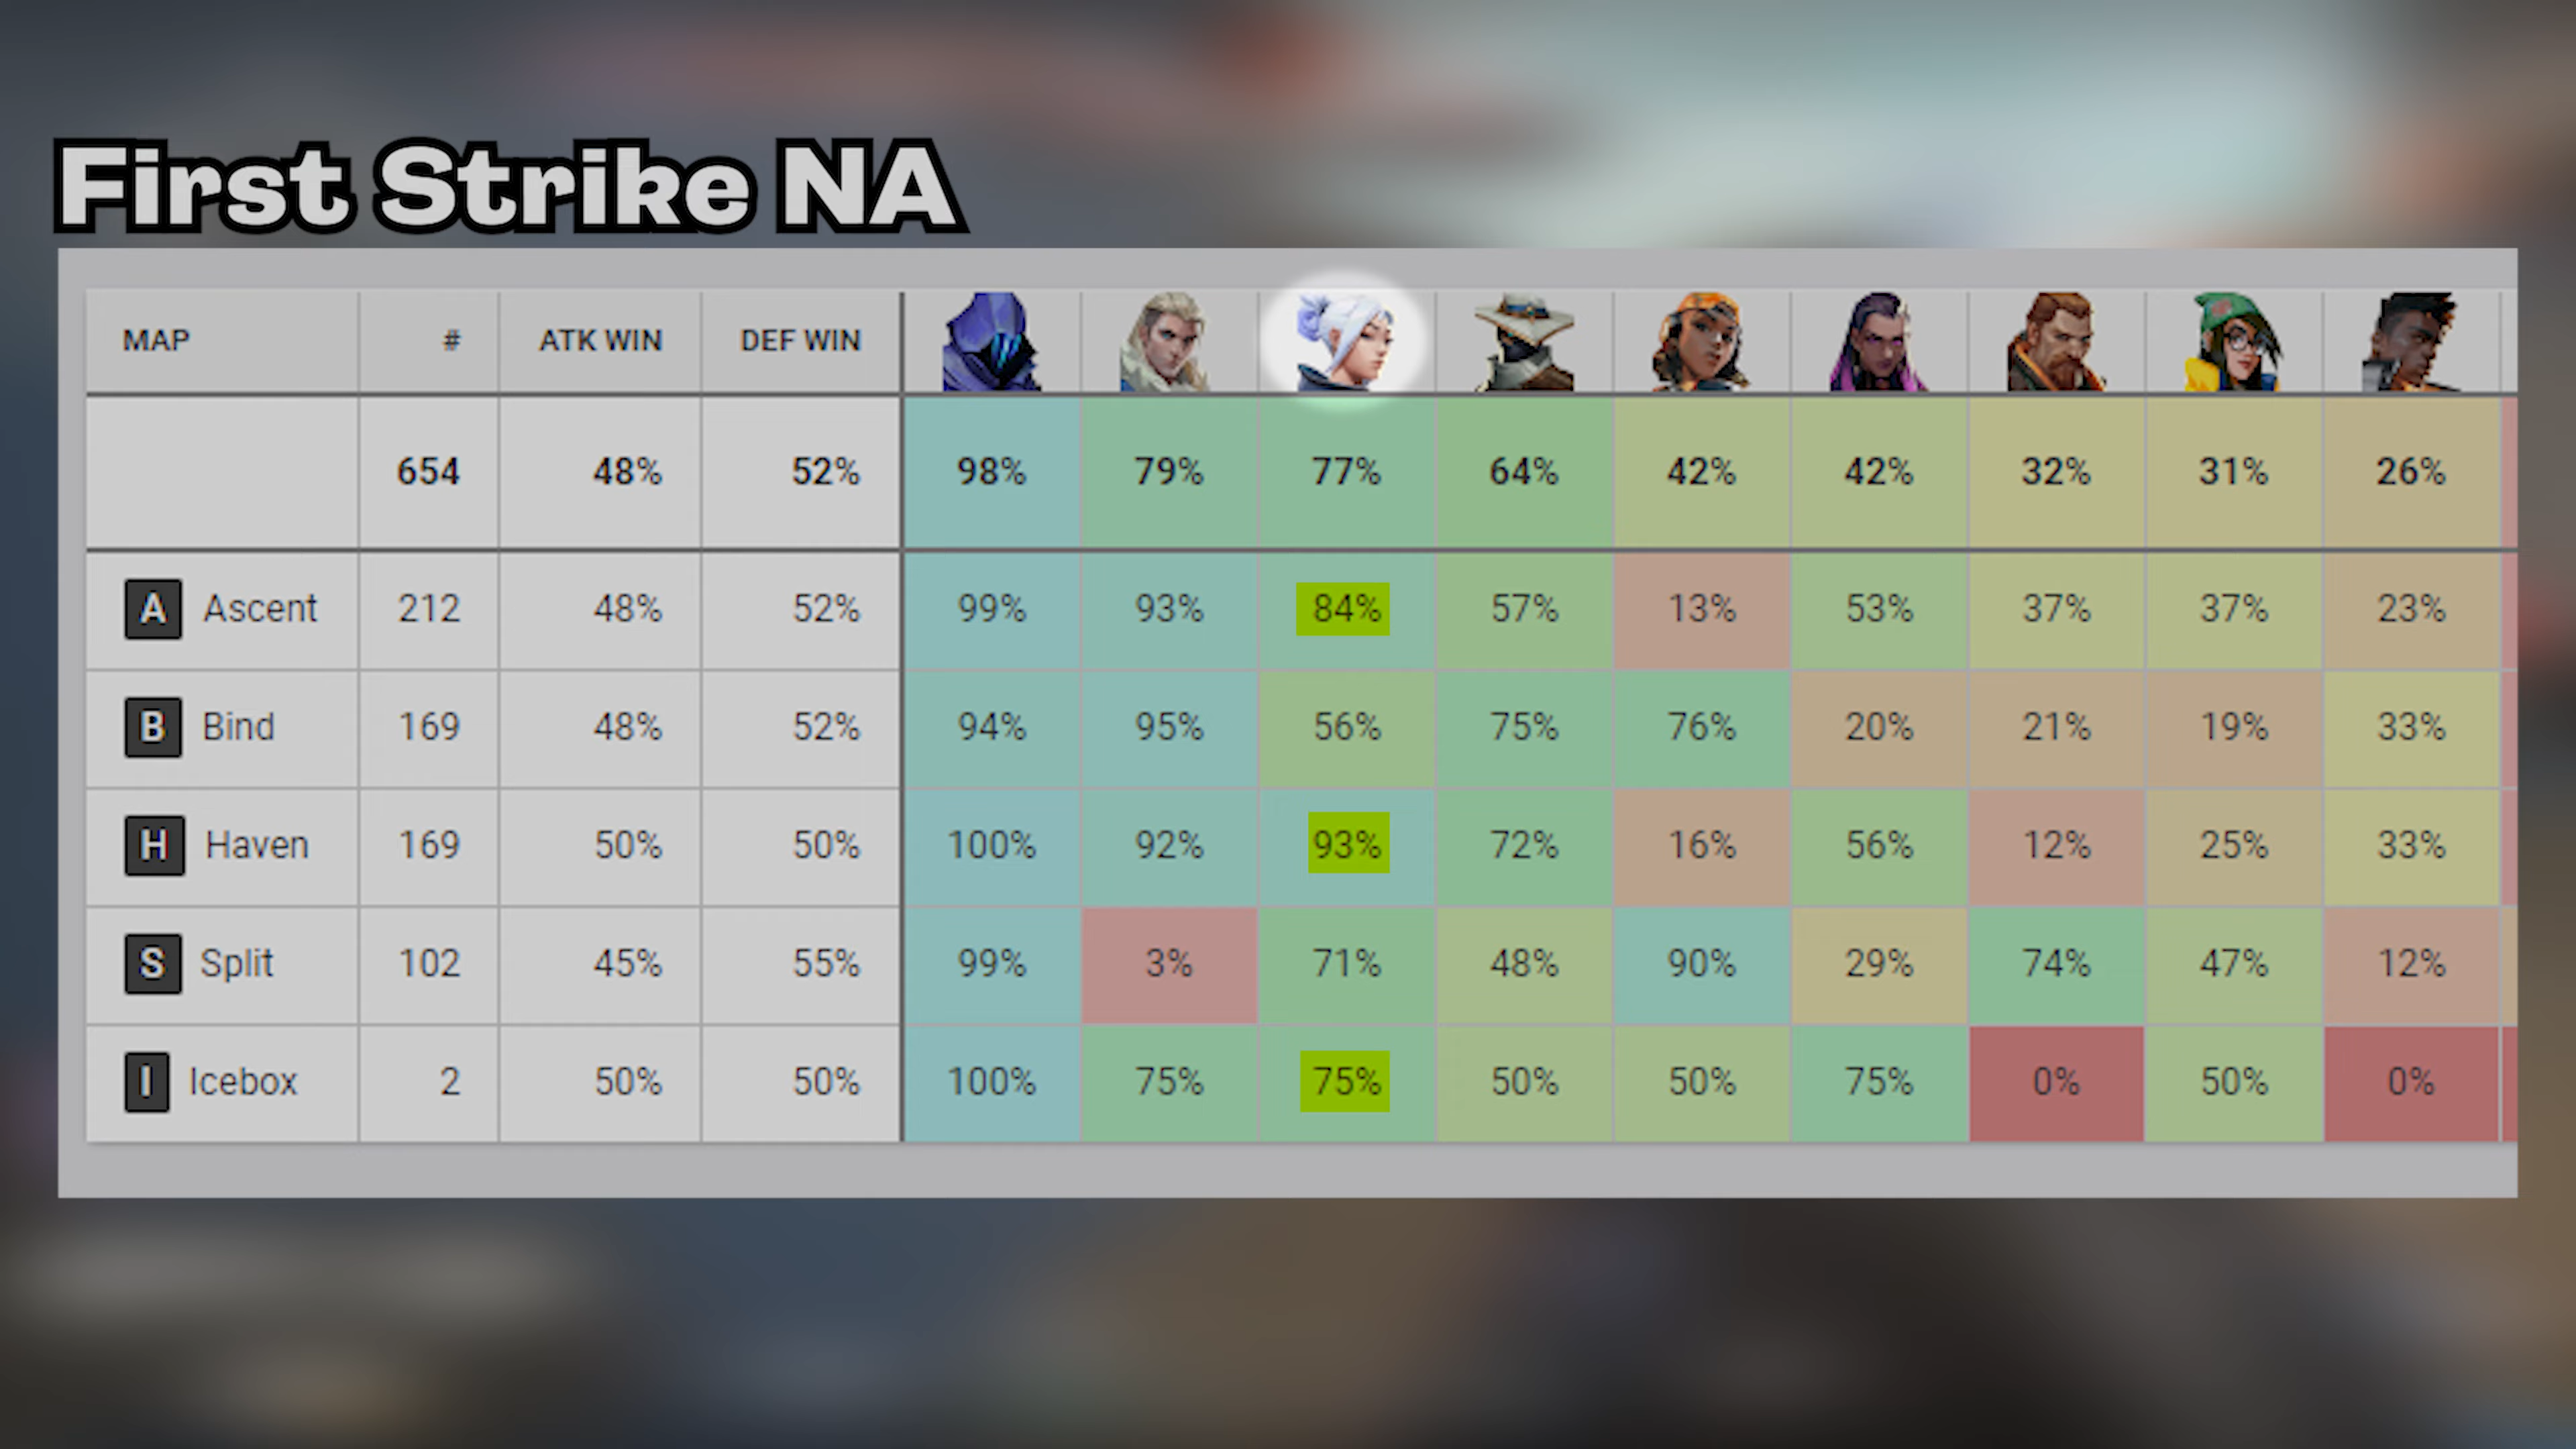 First Strike NA
MAP # ATK WIN DEF WIN
654 48% 52% 98% 79% 77% 64% 42% 42% 32% 31% 26%
A Ascent 212 48% 52% 99% 93% 84% 57% 13% 53% 37% 37% 23%
B Bind 169 48% 52% 94% 95% 56% 75% 76% 20% 21% 19% 33%
H Haven 169 50% 50% 100% 92% 93% 72% 16% 56% 12% 25% 33%
S Split 102 45% 55% 99% 3% 71% 48% 90% 29% 74% 47% 12%
I Icebox 2 50% 50% 100% 75% 75% 50% 50% 75% 0% 50% 0%